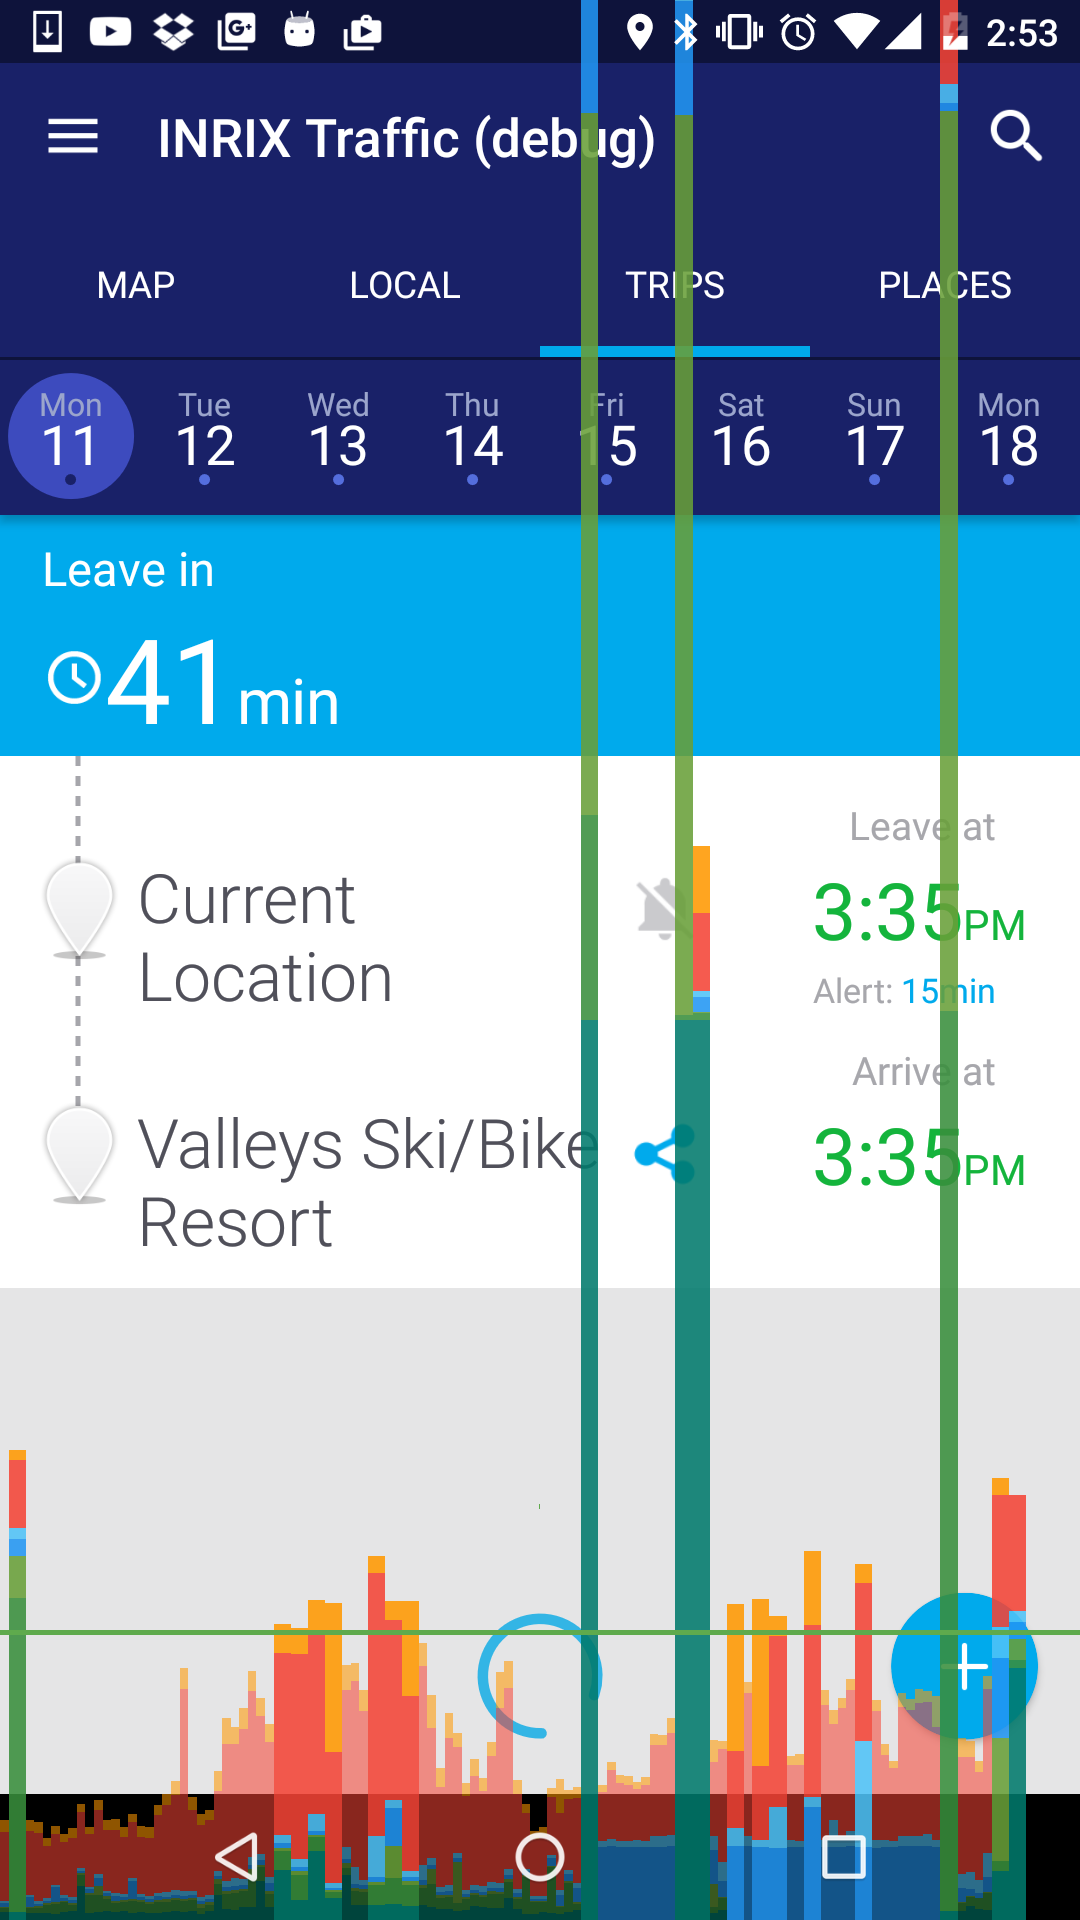 2:53
INRIX Traffic (debug)
MAP LOCAL TRIPS PLACES
Mon Tue Wed Thu Fri Sat Sun Mon
11 12 13 14 15 16 17 18
Leave in
41 min
Leave at
Current
Location
3:35PM
Alert: 15min
Arrive at
Valleys Ski/Bike
Resort
3:35PM